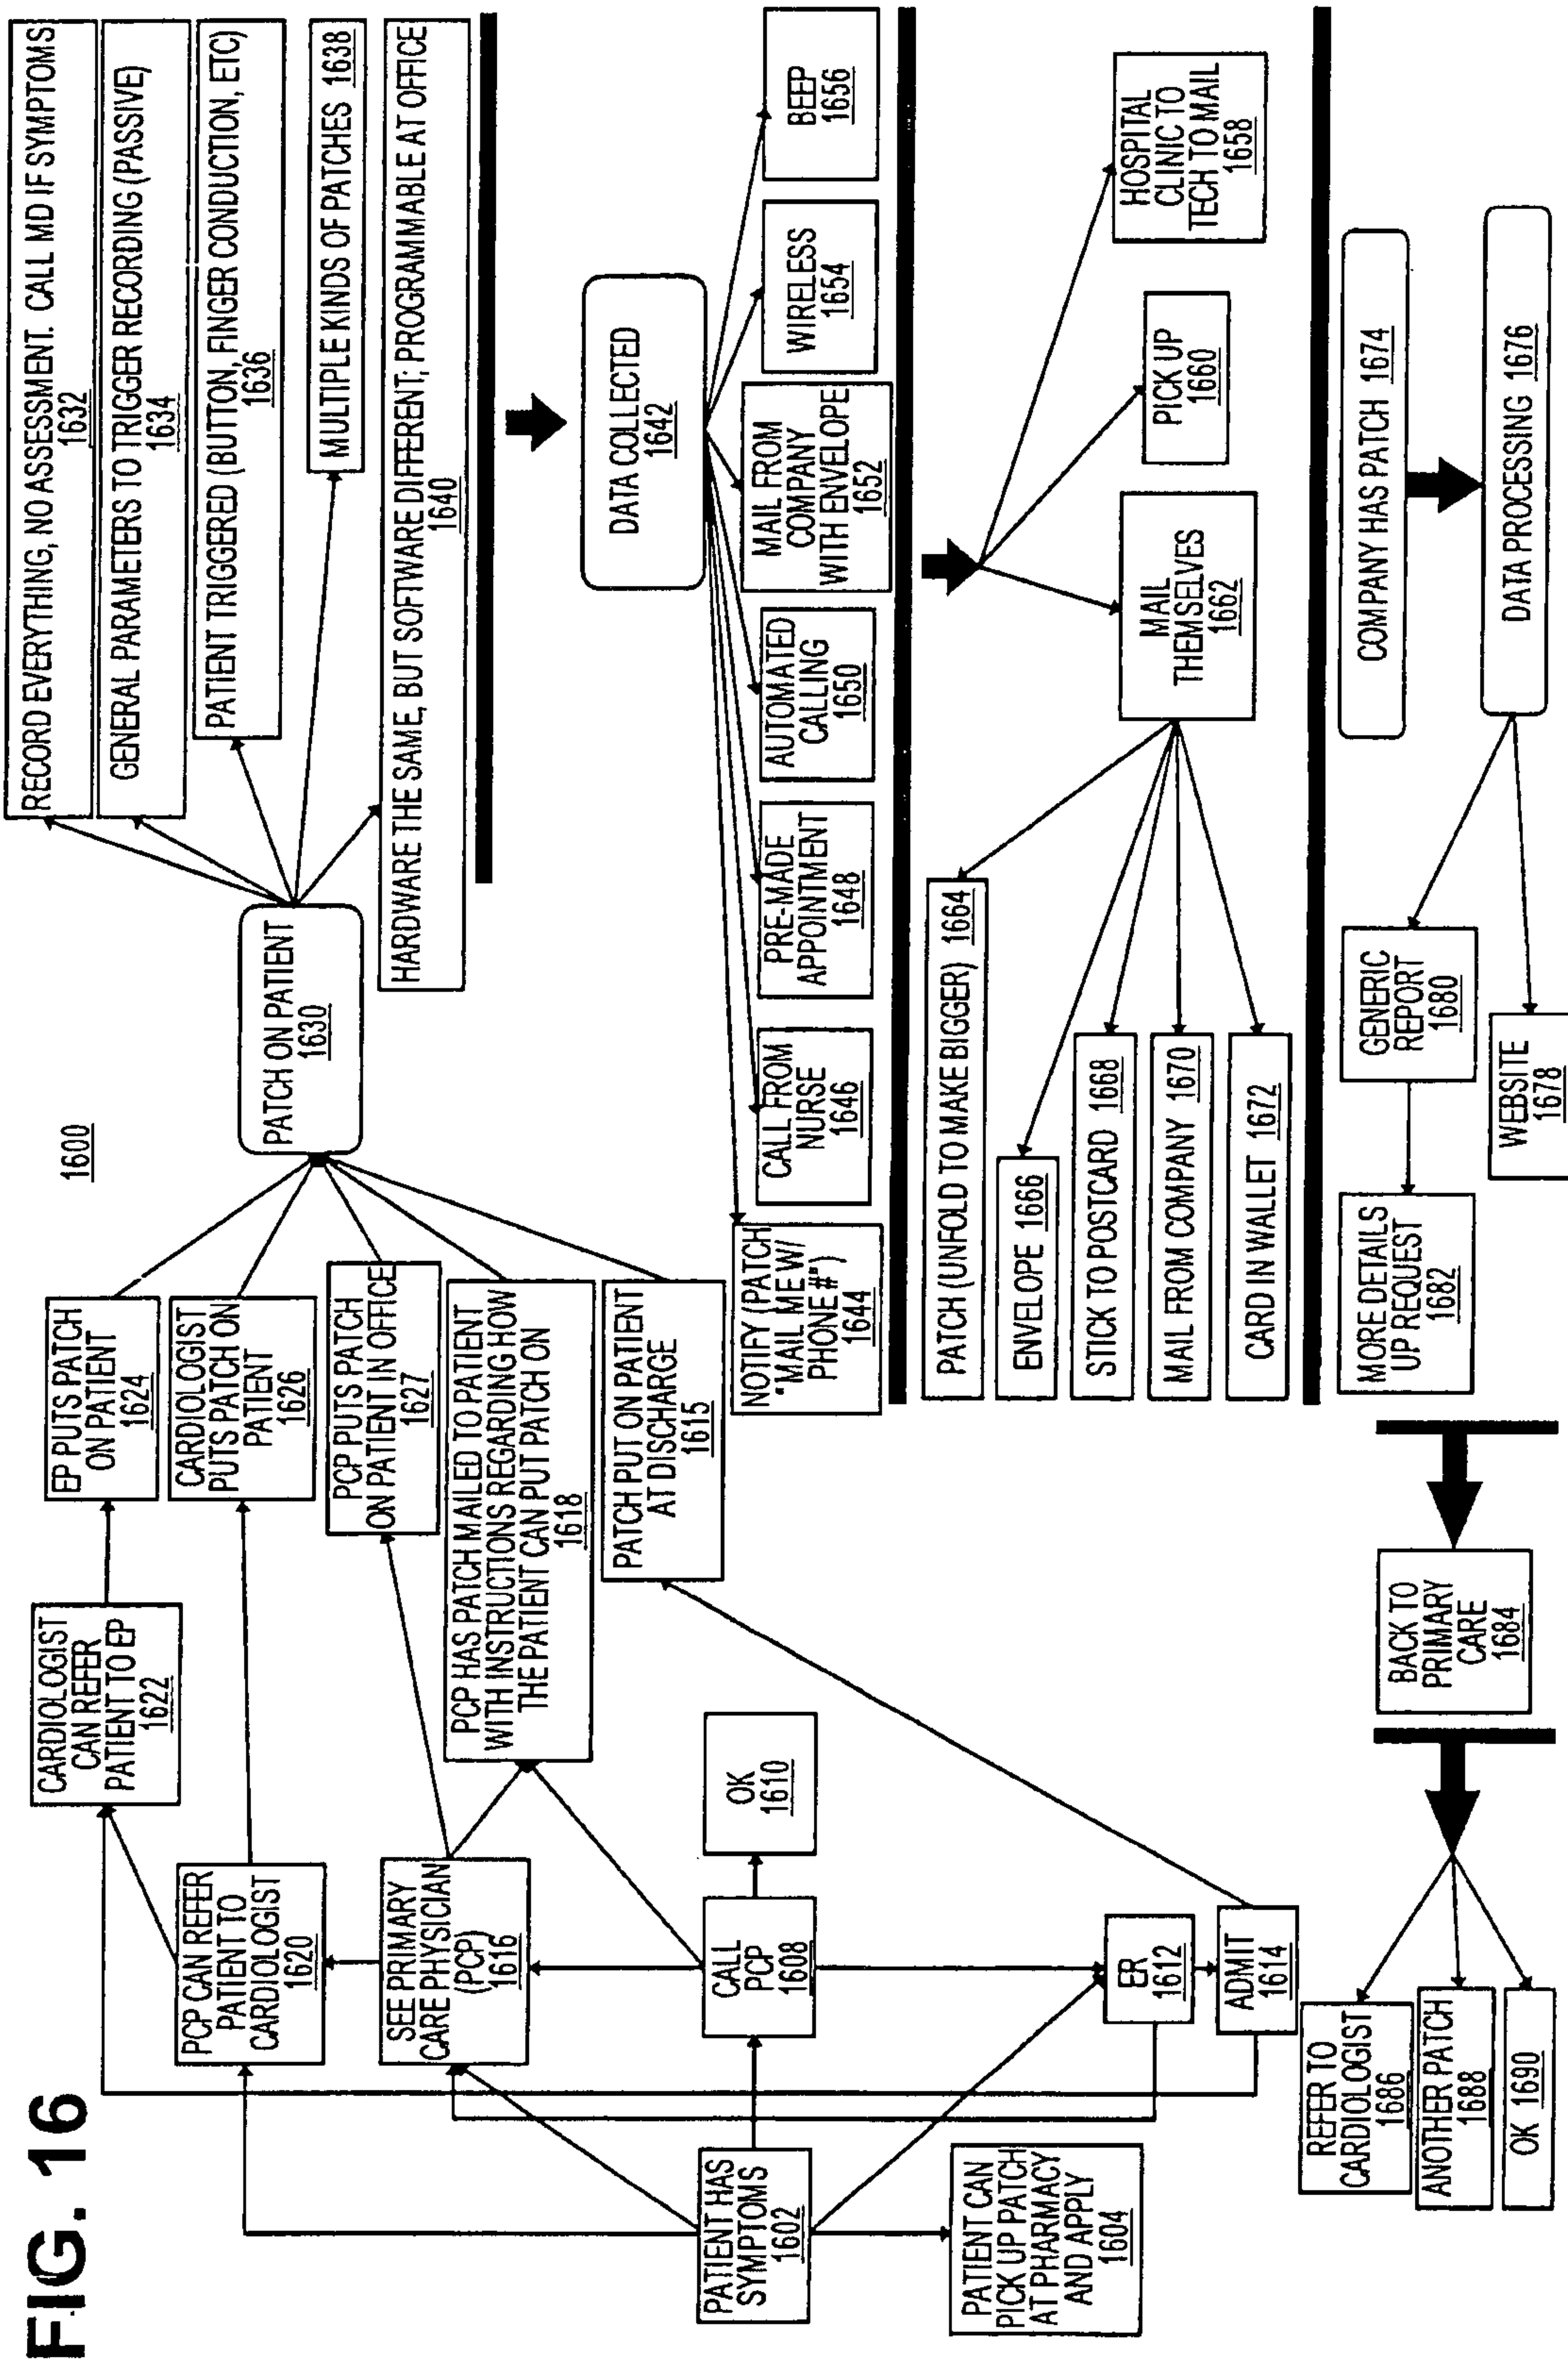 FIG. 16
1600
PATIENT HAS
SYMPTOMS
1602
PATIENT CAN
PICK UP PATCH
AT PHARMACY
AND APPLY
1604
CALL
PCP
1608
OK
1610
ER
1612
ADMIT
1614
SEE PRIMARY
CARE PHYSICIAN
(PCP)
1616
PCP CAN REFER
PATIENT TO
CARDIOLOGIST
1620
CARDIOLOGIST
CAN REFER
PATIENT TO EP
1622
EP PUTS PATCH
ON PATIENT
1624
CARDIOLOGIST
PUTS PATCH ON
PATIENT
1626
PCP PUTS PATCH
ON PATIENT IN OFFICE
1627
PCP HAS PATCH MAILED TO PATIENT
WITH INSTRUCTIONS REGARDING HOW
THE PATIENT CAN PUT PATCH ON
1618
PATCH PUT ON PATIENT
AT DISCHARGE
1615
PATCH ON PATIENT
1630
RECORD EVERYTHING, NO ASSESSMENT. CALL MD IF SYMPTOMS
1632
GENERAL PARAMETERS TO TRIGGER RECORDING (PASSIVE)
1634
PATIENT TRIGGERED (BUTTON, FINGER CONDUCTION, ETC)
1636
MULTIPLE KINDS OF PATCHES 1638
HARDWARE THE SAME, BUT SOFTWARE DIFFERENT; PROGRAMMABLE AT OFFICE
1640
DATA COLLECTED
1642
NOTIFY (PATCH
"MAIL ME W/
PHONE #")
1644
CALL FROM
NURSE
1646
PRE-MADE
APPOINTMENT
1648
AUTOMATED
CALLING
1650
MAIL FROM
COMPANY
WITH ENVELOPE
1652
WIRELESS
1654
BEEP
1656
MAIL
THEMSELVES
1662
PICK UP
1660
HOSPITAL
CLINIC TO
TECH TO MAIL
1658
PATCH (UNFOLD TO MAKE BIGGER) 1664
ENVELOPE 1666
STICK TO POSTCARD 1668
MAIL FROM COMPANY 1670
CARD IN WALLET 1672
COMPANY HAS PATCH 1674
DATA PROCESSING 1676
GENERIC
REPORT
1680
WEBSITE
1678
MORE DETAILS
UP REQUEST
1682
BACK TO
PRIMARY
CARE
1684
REFER TO
CARDIOLOGIST
1686
ANOTHER PATCH
1688
OK 1690